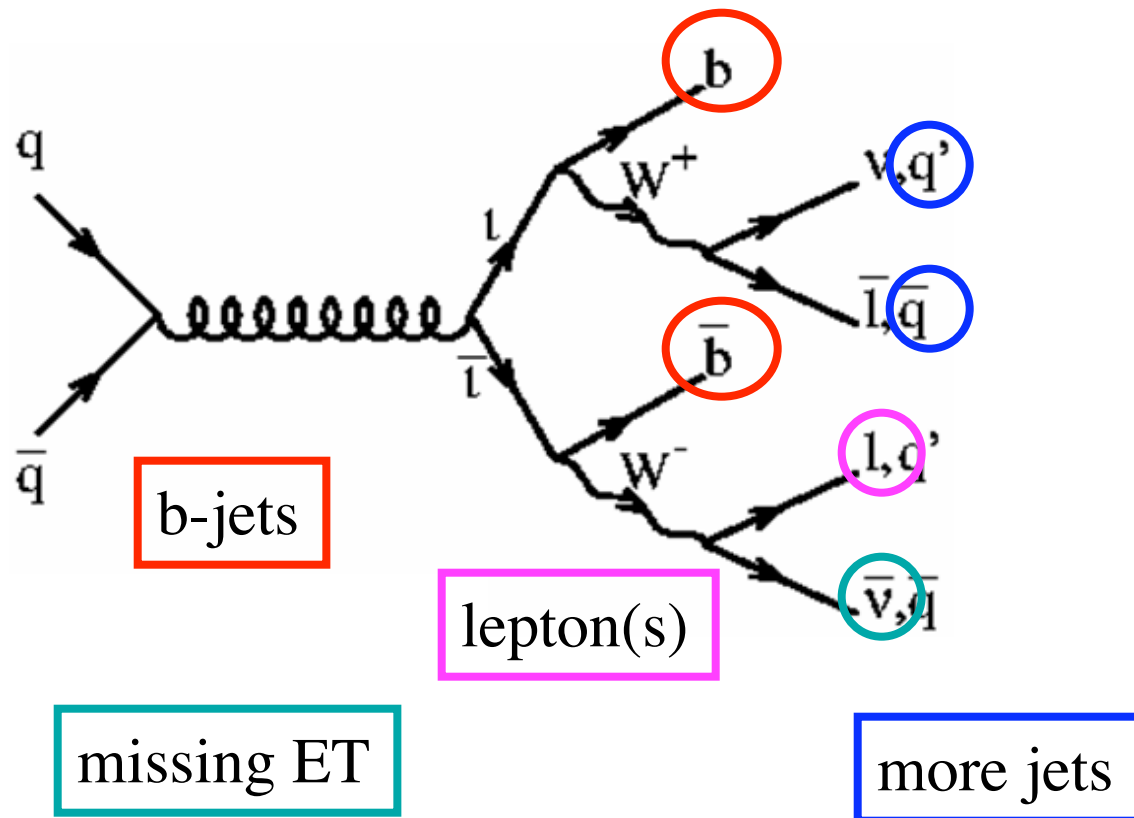 b
q
ν,q’
W⁺
t
l̅,q̅
b̅
t̅
l,q’
q̅
W⁻
b-jets
ν̅,q̅
lepton(s)
missing ET
more jets